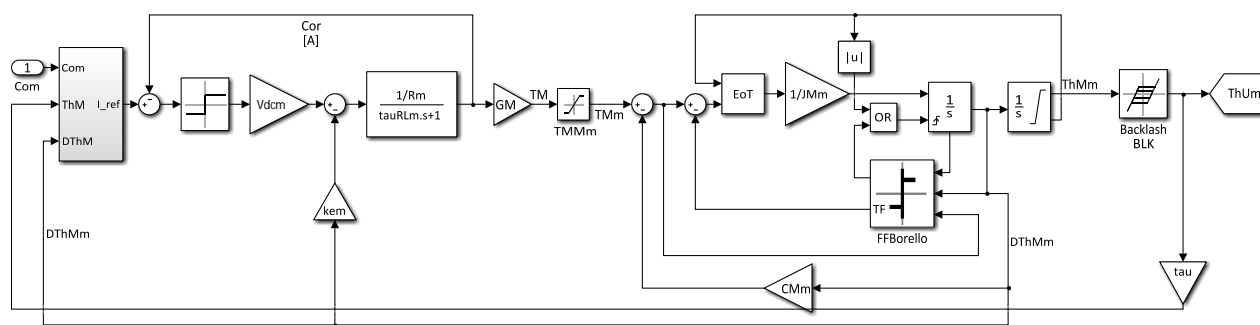 Cor
[A]
1
Com
Com
ThM
DThM
I_ref
Vdcm
1/Rm
tauRLm.s+1
GM
TM
TMMm
TMm
EoT
1/JMm
|u|
OR
1
s
1
s
ThMm
Backlash
BLK
ThUm
kem
TF
FFBorello
DThMm
DThMm
CMm
tau